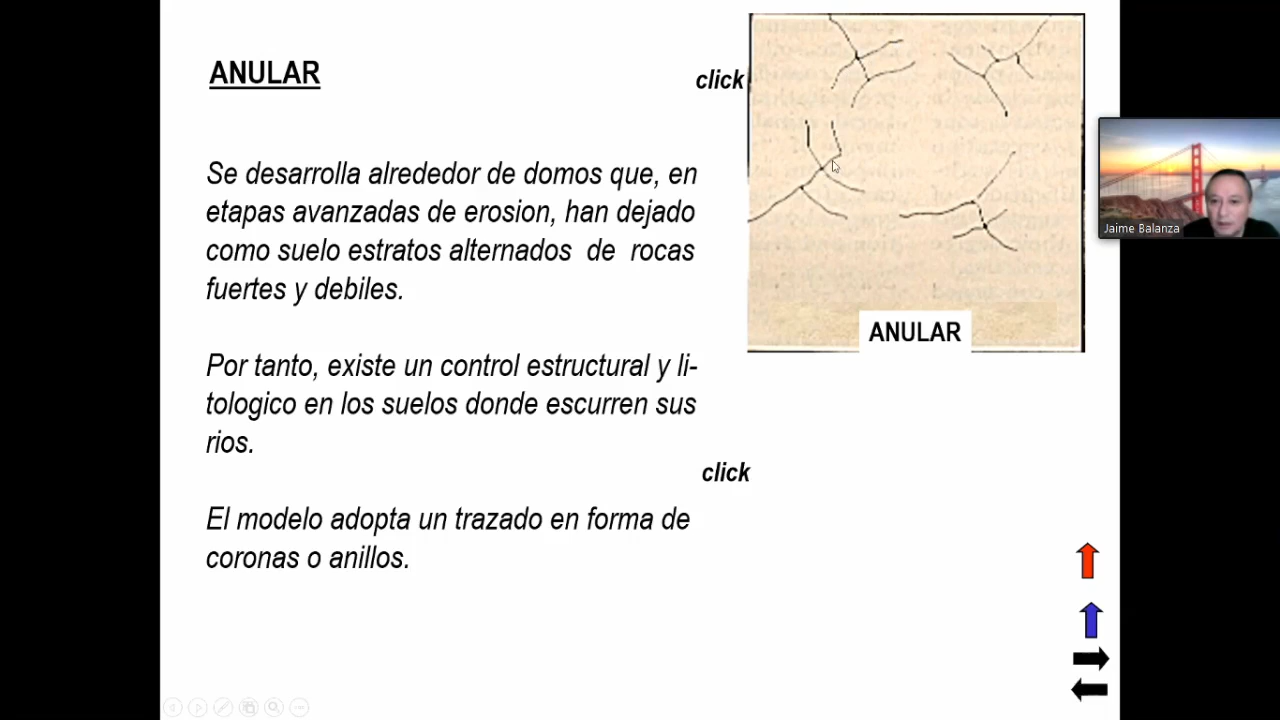 ANULAR
click
Se desarrolla alrededor de domos que, en
etapas avanzadas de erosion, han dejado
como suelo estratos alternados de rocas
fuertes y debiles.
ANULAR
Por tanto, existe un control estructural y li-
tologico en los suelos donde escurren sus
rios.
click
El modelo adopta un trazado en forma de
coronas o anillos.
Jaime Balanza